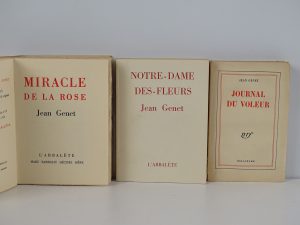 MIRACLE
DE LA ROSE
Jean Genet
L'ARBALÈTE
NOTRE-DAME
DES-FLEURS
Jean Genet
L'ARBALÈTE
JEAN GENET
JOURNAL
DU VOLEUR
nrf
GALLIMARD